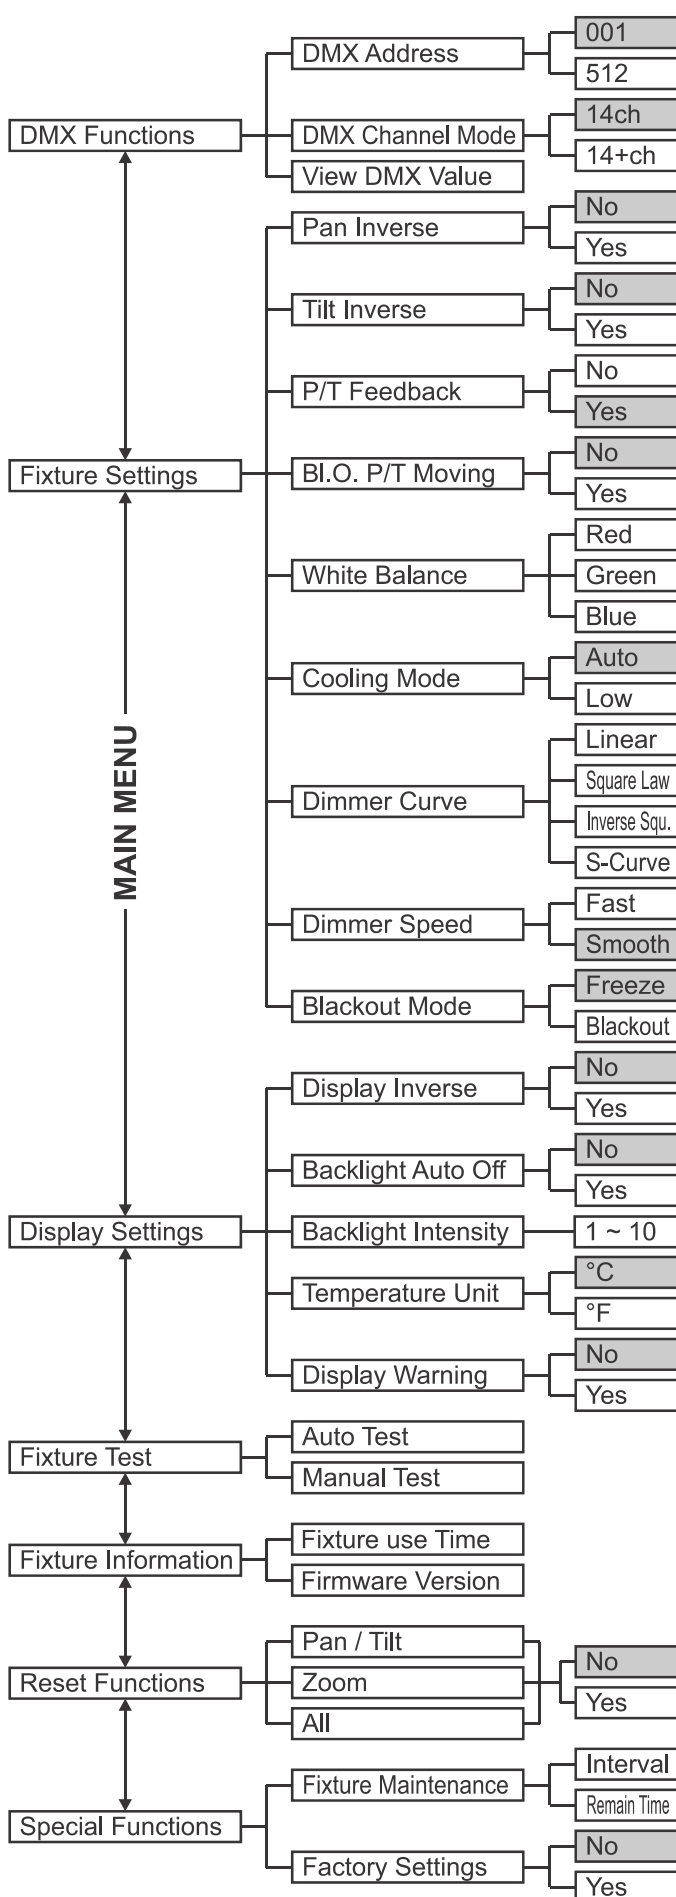 DMX Functions
DMX Address
001
512
DMX Channel Mode
14ch
14+ch
View DMX Value
MAIN MENU
Fixture Settings
Pan Inverse
No
Yes
Tilt Inverse
No
Yes
P/T Feedback
No
Yes
Bl.O. P/T Moving
No
Yes
White Balance
Red
Green
Blue
Cooling Mode
Auto
Low
Dimmer Curve
Linear
Square Law
Inverse Squ.
S-Curve
Dimmer Speed
Fast
Smooth
Blackout Mode
Freeze
Blackout
Display Settings
Display Inverse
No
Yes
Backlight Auto Off
No
Yes
Backlight Intensity
1 ~ 10
Temperature Unit
°C
°F
Display Warning
No
Yes
Fixture Test
Auto Test
Manual Test
Fixture Information
Fixture use Time
Firmware Version
Reset Functions
Pan / Tilt
Zoom
All
No
Yes
Special Functions
Fixture Maintenance
Interval
Remain Time
Factory Settings
No
Yes